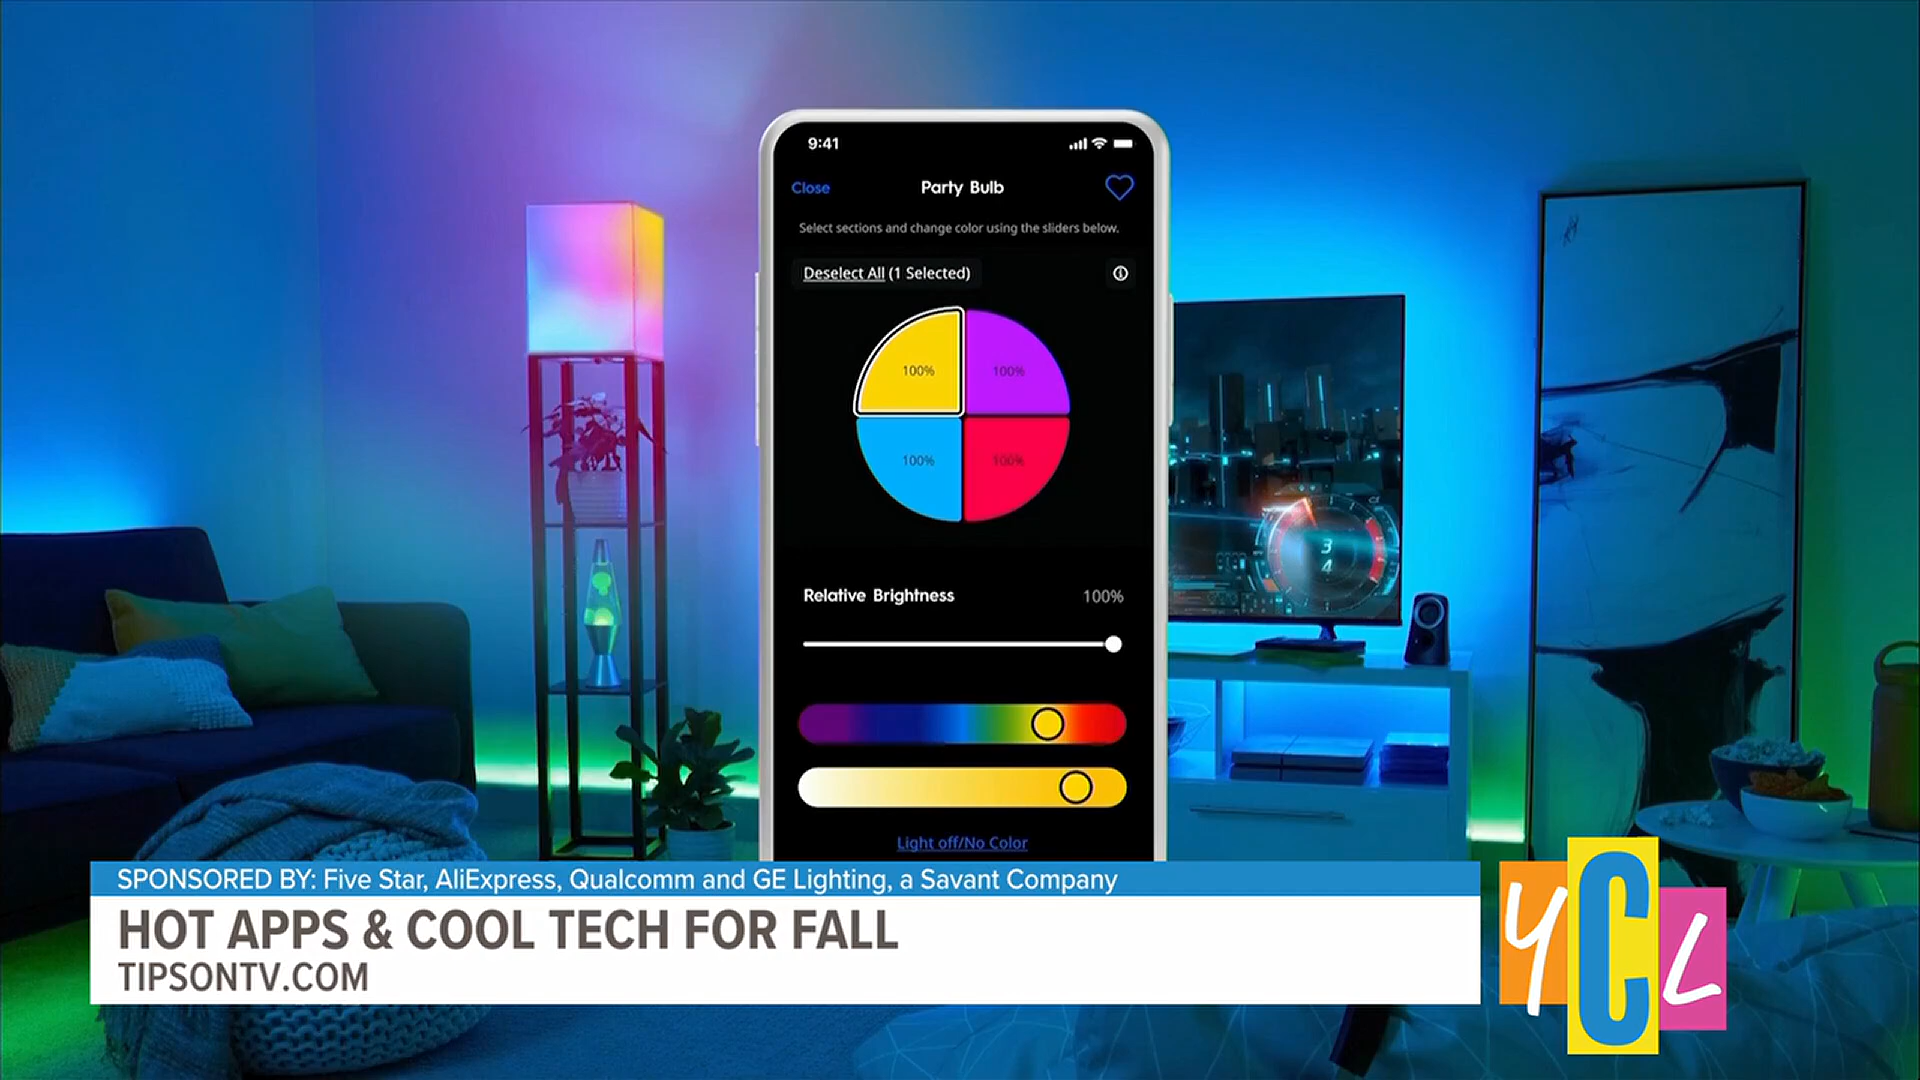 9:41
Close
Party Bulb
Select sections and change color using the sliders below.
Deselect All (1 Selected)
100%
100%
100%
100%
Relative Brightness
100%
Light off/No Color
3
4
SPONSORED BY: Five Star, AliExpress, Qualcomm and GE Lighting, a Savant Company
HOT APPS & COOL TECH FOR FALL
TIPSONTV.COM
YCL